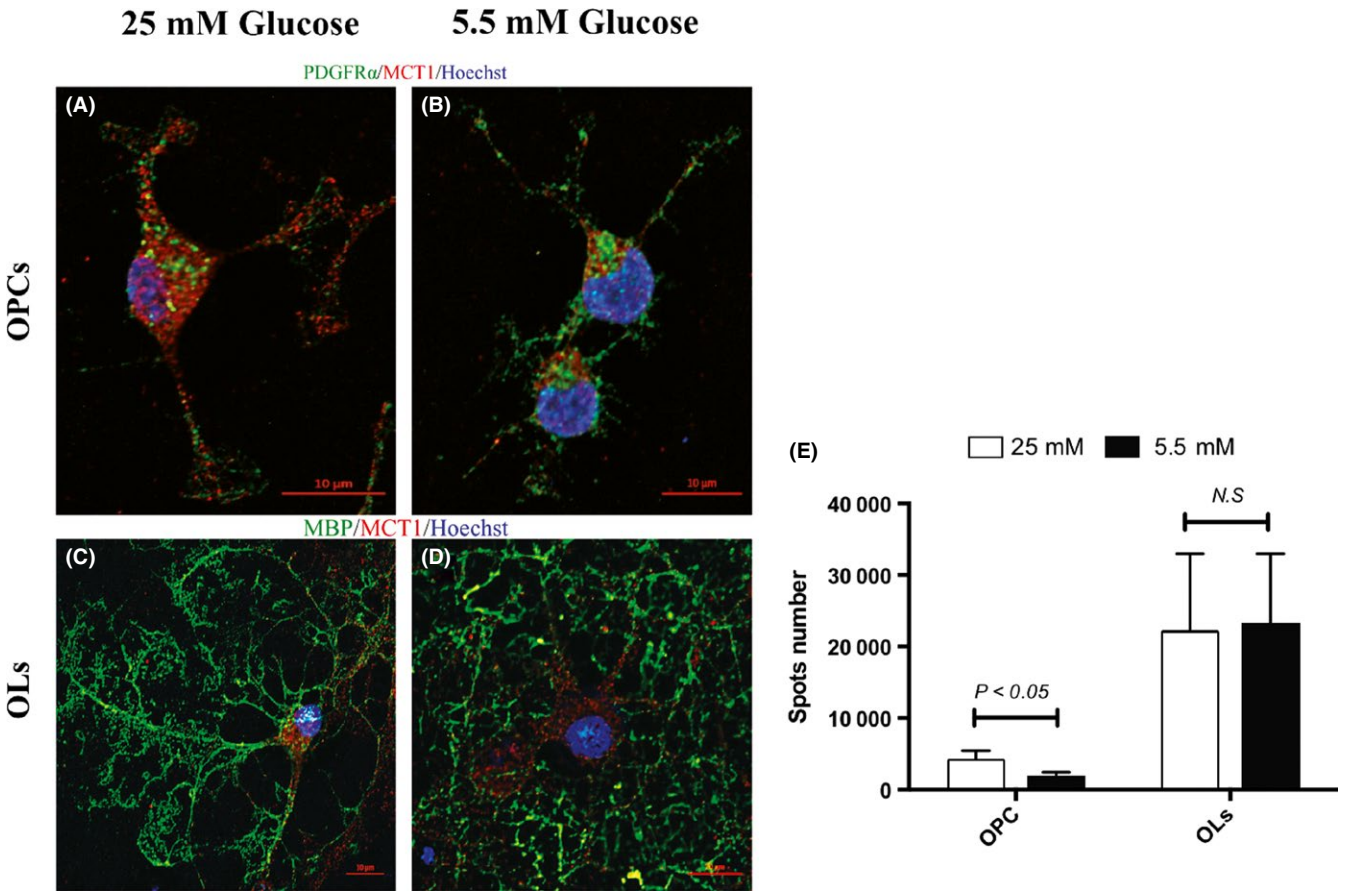 25 mM Glucose 5.5 mM Glucose
PDGFRα/MCT1/Hoechst
(A) (B)
OPCs
10 µm 10 µm
MBP/MCT1/Hoechst
(C) (D)
OLs
10 µm
(E)
25 mM 5.5 mM
Spots number
40 000
30 000
20 000
10 000
0
P < 0.05
N.S
OPC OLs